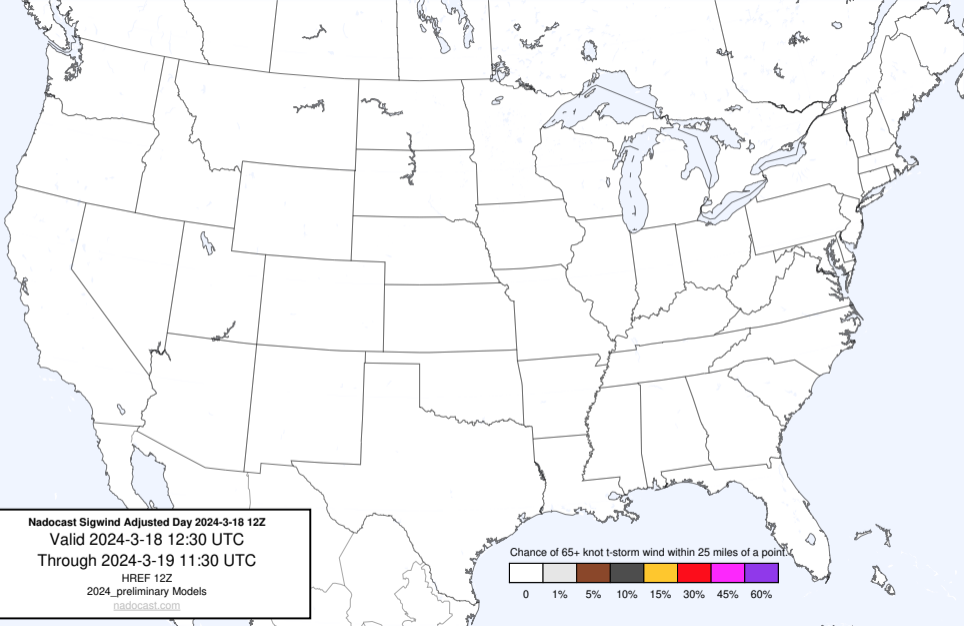 Nadocast Sigwind Adjusted Day 2024-3-18 12Z
Valid 2024-3-18 12:30 UTC
Through 2024-3-19 11:30 UTC
HREF 12Z
2024_preliminary Models
nadocast.com
Chance of 65+ knot t-storm wind within 25 miles of a point.
0 1% 5% 10% 15% 30% 45% 60%